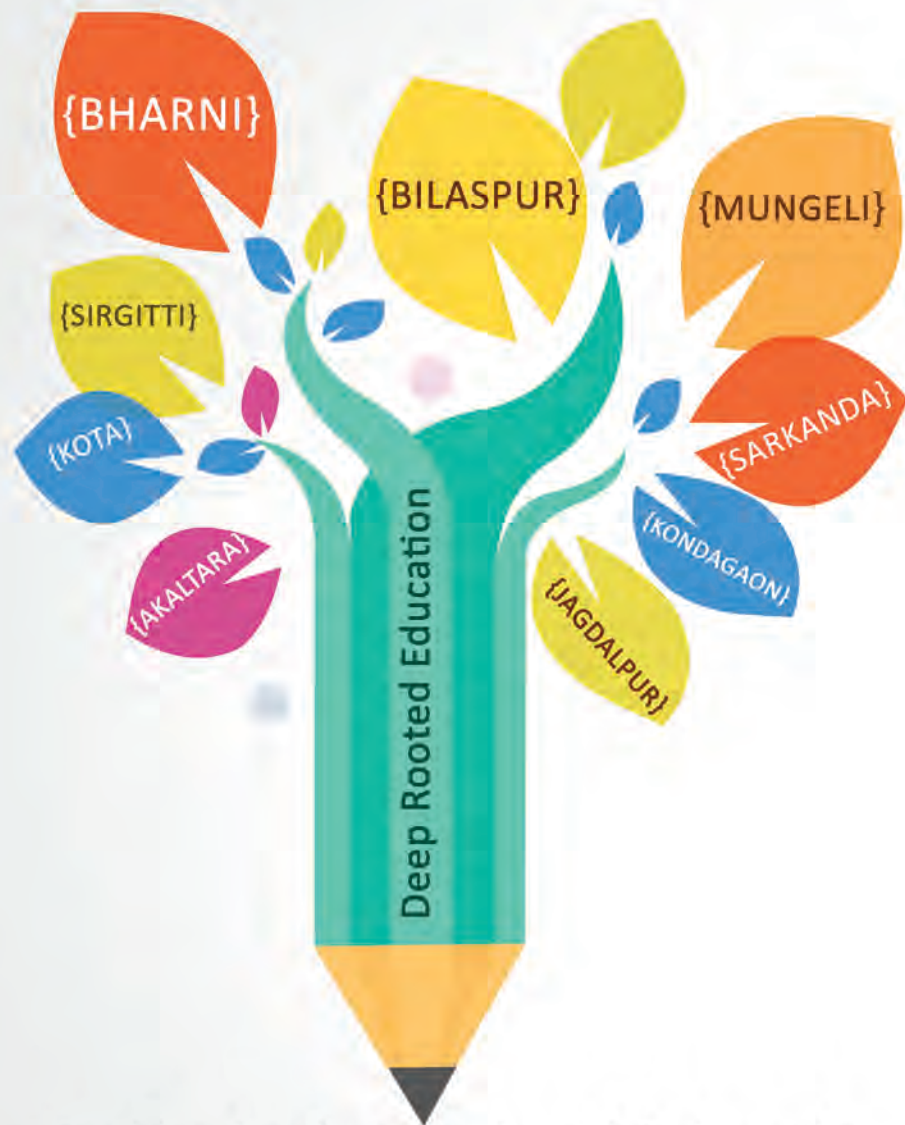 {BHARNI}
{BILASPUR}
{MUNGELI}
{SIRGITTI}
{KOTA}
{SARKANDA}
{AKALTARA}
{KONDAGAON}
{JAGDALPUR}
Deep Rooted Education